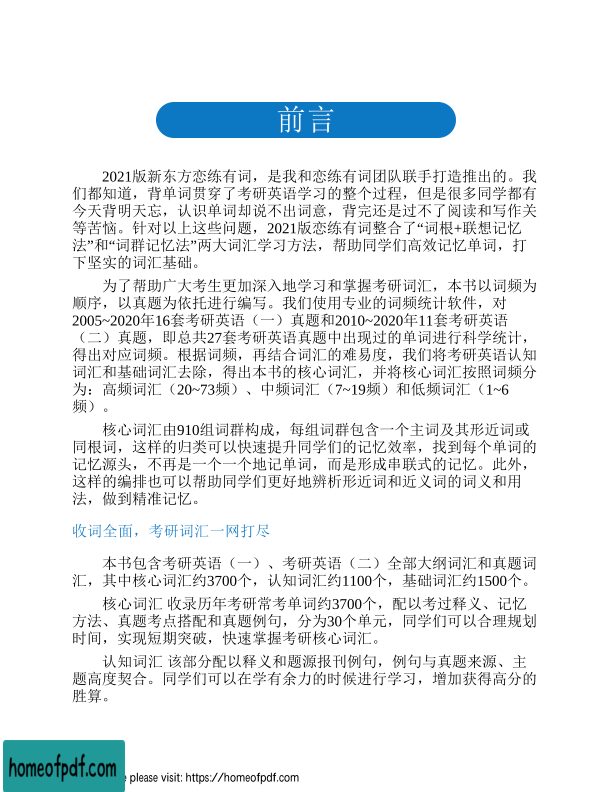 前言
2021版新东方恋练有词，是我和恋练有词团队联手打造推出的。我
们都知道，背单词贯穿了考研英语学习的整个过程，但是很多同学都有
今天背明天忘，认识单词却说不出词意，背完还是过不了阅读和写作关
等苦恼。针对以上这些问题，2021版恋练有词整合了“词根+联想记忆
法”和“词群记忆法”两大词汇学习方法，帮助同学们高效记忆单词，打
下坚实的词汇基础。
为了帮助广大考生更加深入地学习和掌握考研词汇，本书以词频为
顺序，以真题为依托进行编写。我们使用专业的词频统计软件，对
2005~2020年16套考研英语（一）真题和2010~2020年11套考研英语
（二）真题，即总共27套考研英语真题中出现过的单词进行科学统计，
得出对应词频。根据词频，再结合词汇的难易度，我们将考研英语认知
词汇和基础词汇去除，得出本书的核心词汇，并将核心词汇按照词频分
为：高频词汇（20~73频）、中频词汇（7~19频）和低频词汇（1~6
频）。
核心词汇由910组词群构成，每组词群包含一个主词及其形近词或
同根词，这样的归类可以快速提升同学们的记忆效率，找到每个单词的
记忆源头，不再是一个一个地记单词，而是形成串联式的记忆。此外，
这样的编排也可以帮助同学们更好地辨析形近词和近义词的词义和用
法，做到精准记忆。
收词全面，考研词汇一网打尽
本书包含考研英语（一）、考研英语（二）全部大纲词汇和真题词
汇，其中核心词汇约3700个，认知词汇约1100个，基础词汇约1500个。
核心词汇 收录历年考研常考单词约3700个，配以考过释义、记忆
方法、真题考点搭配和真题例句，分为30个单元，同学们可以合理规划
时间，实现短期突破，快速掌握考研核心词汇。
认知词汇 该部分配以释义和题源报刊例句，例句与真题来源、主
题高度契合。同学们可以在学有余力的时候进行学习，增加获得高分的
胜算。
homeofpdf.com
please visit: https://homeofpdf.com